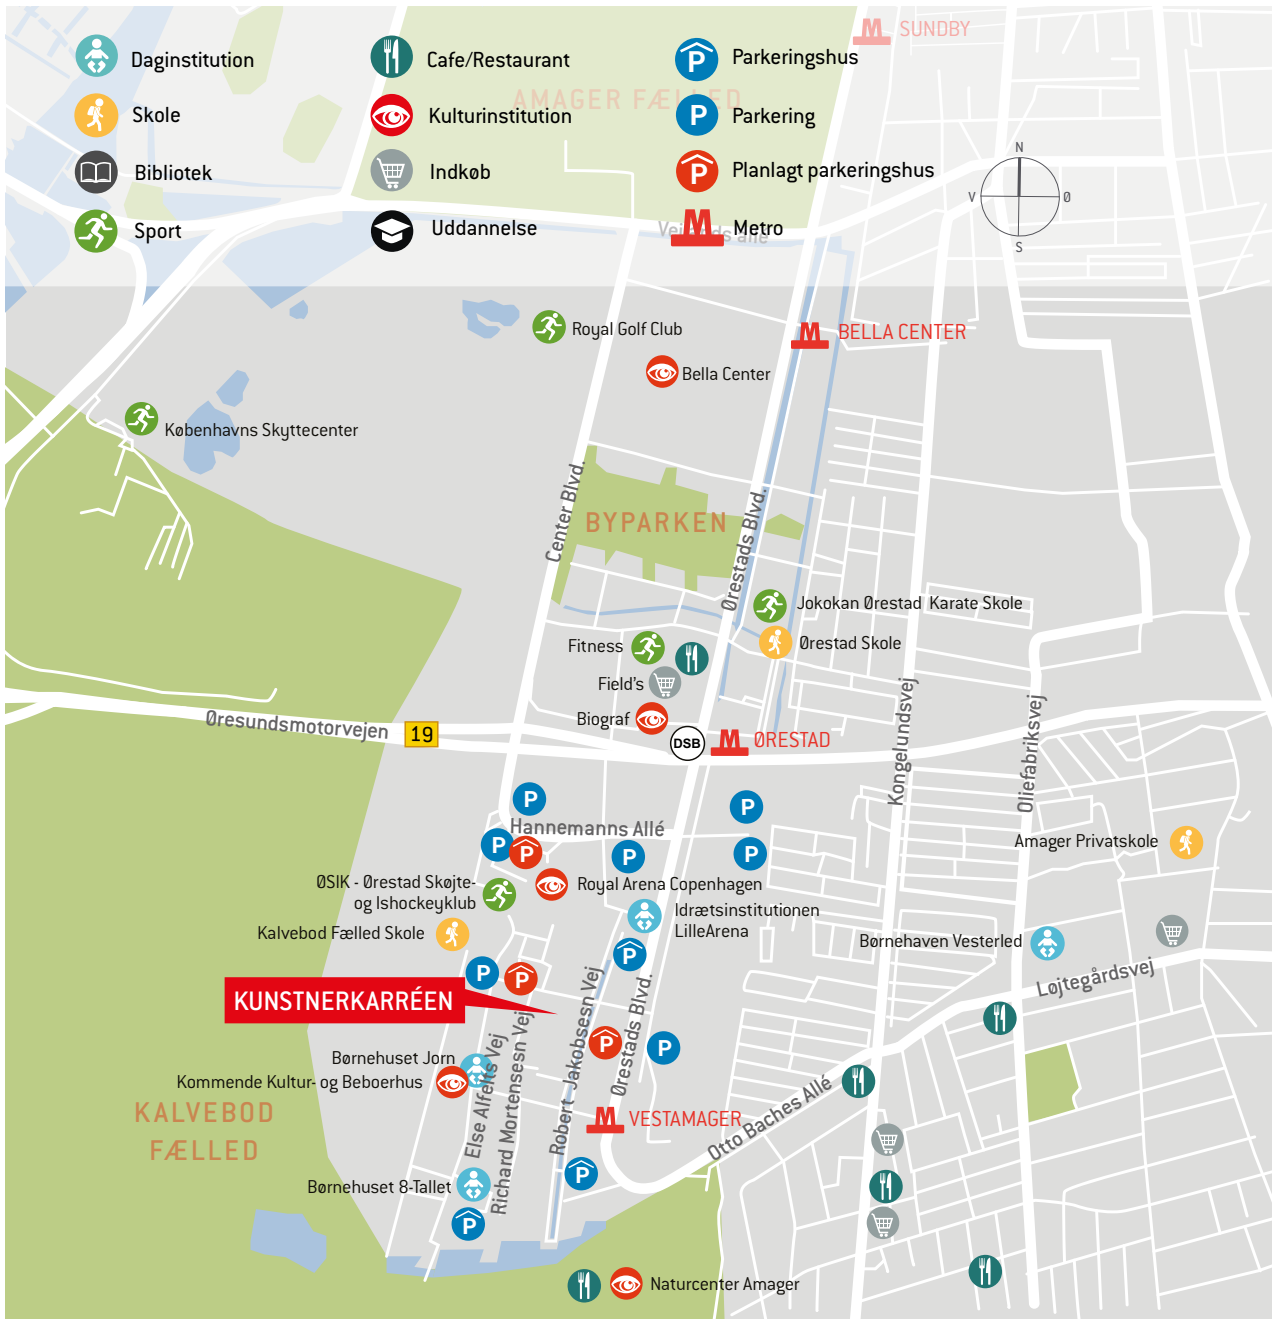 SUNDBY
AMAGER FÆLLED
Daginstitution
Skole
Bibliotek
Sport
Cafe/Restaurant
Kulturinstitution
Indkøb
Uddannelse
P Parkeringshus
P Parkering
P Planlagt parkeringshus
M Metro
M
N
V
Ø
S
Royal Golf Club
Bella Center
M BELLA CENTER
Københavns Skyttecenter
Center Blvd.
BYPARKEN
Ørestads Blvd.
Jokokan Ørestad Karate Skole
Ørestad Skole
Fitness
Field's
Biograf
DSB
M ØRESTAD
Øresundsmotorvejen
19
Kongelundsvej
Oliefabriksvej
P
P
Hannemanns Allé
P
P
P
P
Amager Privatskole
ØSIK - Ørestad Skøjte-
og Ishockeyklub
Royal Arena Copenhagen
Idrætsinstitutionen
LilleArena
Kalvebod Fælled Skole
Børnehaven Vesterled
P
P
P
Løjtegårdsvej
KUNSTNERKARRÉEN
Robert Jakobsesn Vej
Ørestads Blvd.
P
P
Børnehuset Jorn
Kommende Kultur- og Beboerhus
Else Alfelts Vej
Richard Mortensesn Vej
KALVEBOD
FÆLLED
M VESTAMAGER
Otto Baches Allé
P
Børnehuset 8-Tallet
P
Naturcenter Amager